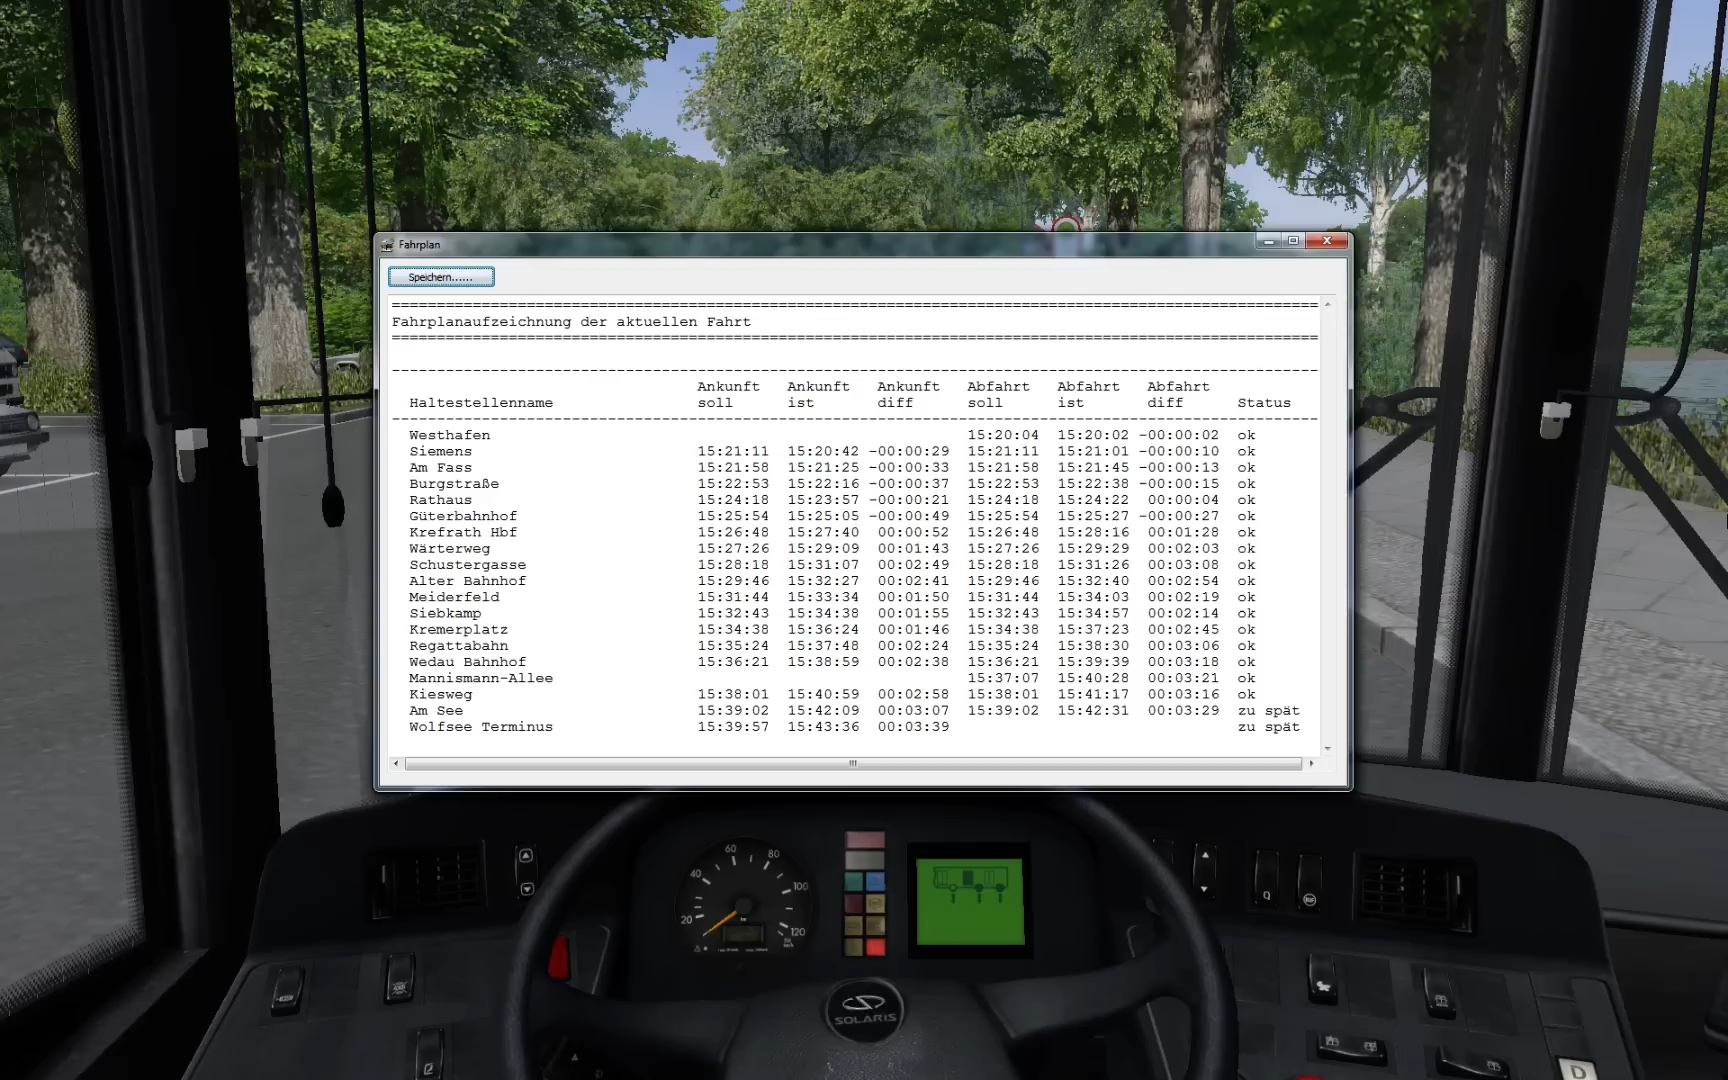 Fahrplan
Speichern......
Fahrplanaufzeichnung der aktuellen Fahrt
Ankunft Ankunft Ankunft Abfahrt Abfahrt Abfahrt
Haltestellenname soll ist diff soll ist diff Status
Westhafen 15:20:04 15:20:02 -00:00:02 ok
Siemens 15:21:11 15:20:42 -00:00:29 15:21:11 15:21:01 -00:00:10 ok
Am Fass 15:21:58 15:21:25 -00:00:33 15:21:58 15:21:45 -00:00:13 ok
Burgstraße 15:22:53 15:22:16 -00:00:37 15:22:53 15:22:38 -00:00:15 ok
Rathaus 15:24:18 15:23:57 -00:00:21 15:24:18 15:24:22 00:00:04 ok
Güterbahnhof 15:25:54 15:25:05 -00:00:49 15:25:54 15:25:27 -00:00:27 ok
Krefrath Hbf 15:26:48 15:27:40 00:00:52 15:26:48 15:28:16 00:01:28 ok
Wärterweg 15:27:26 15:29:09 00:01:43 15:27:26 15:29:29 00:02:03 ok
Schustergasse 15:28:18 15:31:07 00:02:49 15:28:18 15:31:26 00:03:08 ok
Alter Bahnhof 15:29:46 15:32:27 00:02:41 15:29:46 15:32:40 00:02:54 ok
Meiderfeld 15:31:44 15:33:34 00:01:50 15:31:44 15:34:03 00:02:19 ok
Siebkamp 15:32:43 15:34:38 00:01:55 15:32:43 15:34:57 00:02:14 ok
Kremerplatz 15:34:38 15:36:24 00:01:46 15:34:38 15:37:23 00:02:45 ok
Regattabahn 15:35:24 15:37:48 00:02:24 15:35:24 15:38:30 00:03:06 ok
Wedau Bahnhof 15:36:21 15:38:59 00:02:38 15:36:21 15:39:39 00:03:18 ok
Mannismann-Allee 15:37:07 15:40:28 00:03:21 ok
Kiesweg 15:38:01 15:40:59 00:02:58 15:38:01 15:41:17 00:03:16 ok
Am See 15:39:02 15:42:09 00:03:07 15:39:02 15:42:31 00:03:29 zu spät
Wolfsee Terminus 15:39:57 15:43:36 00:03:39 zu spät
20 40 60 80 100 120
SOLARIS
Q
D